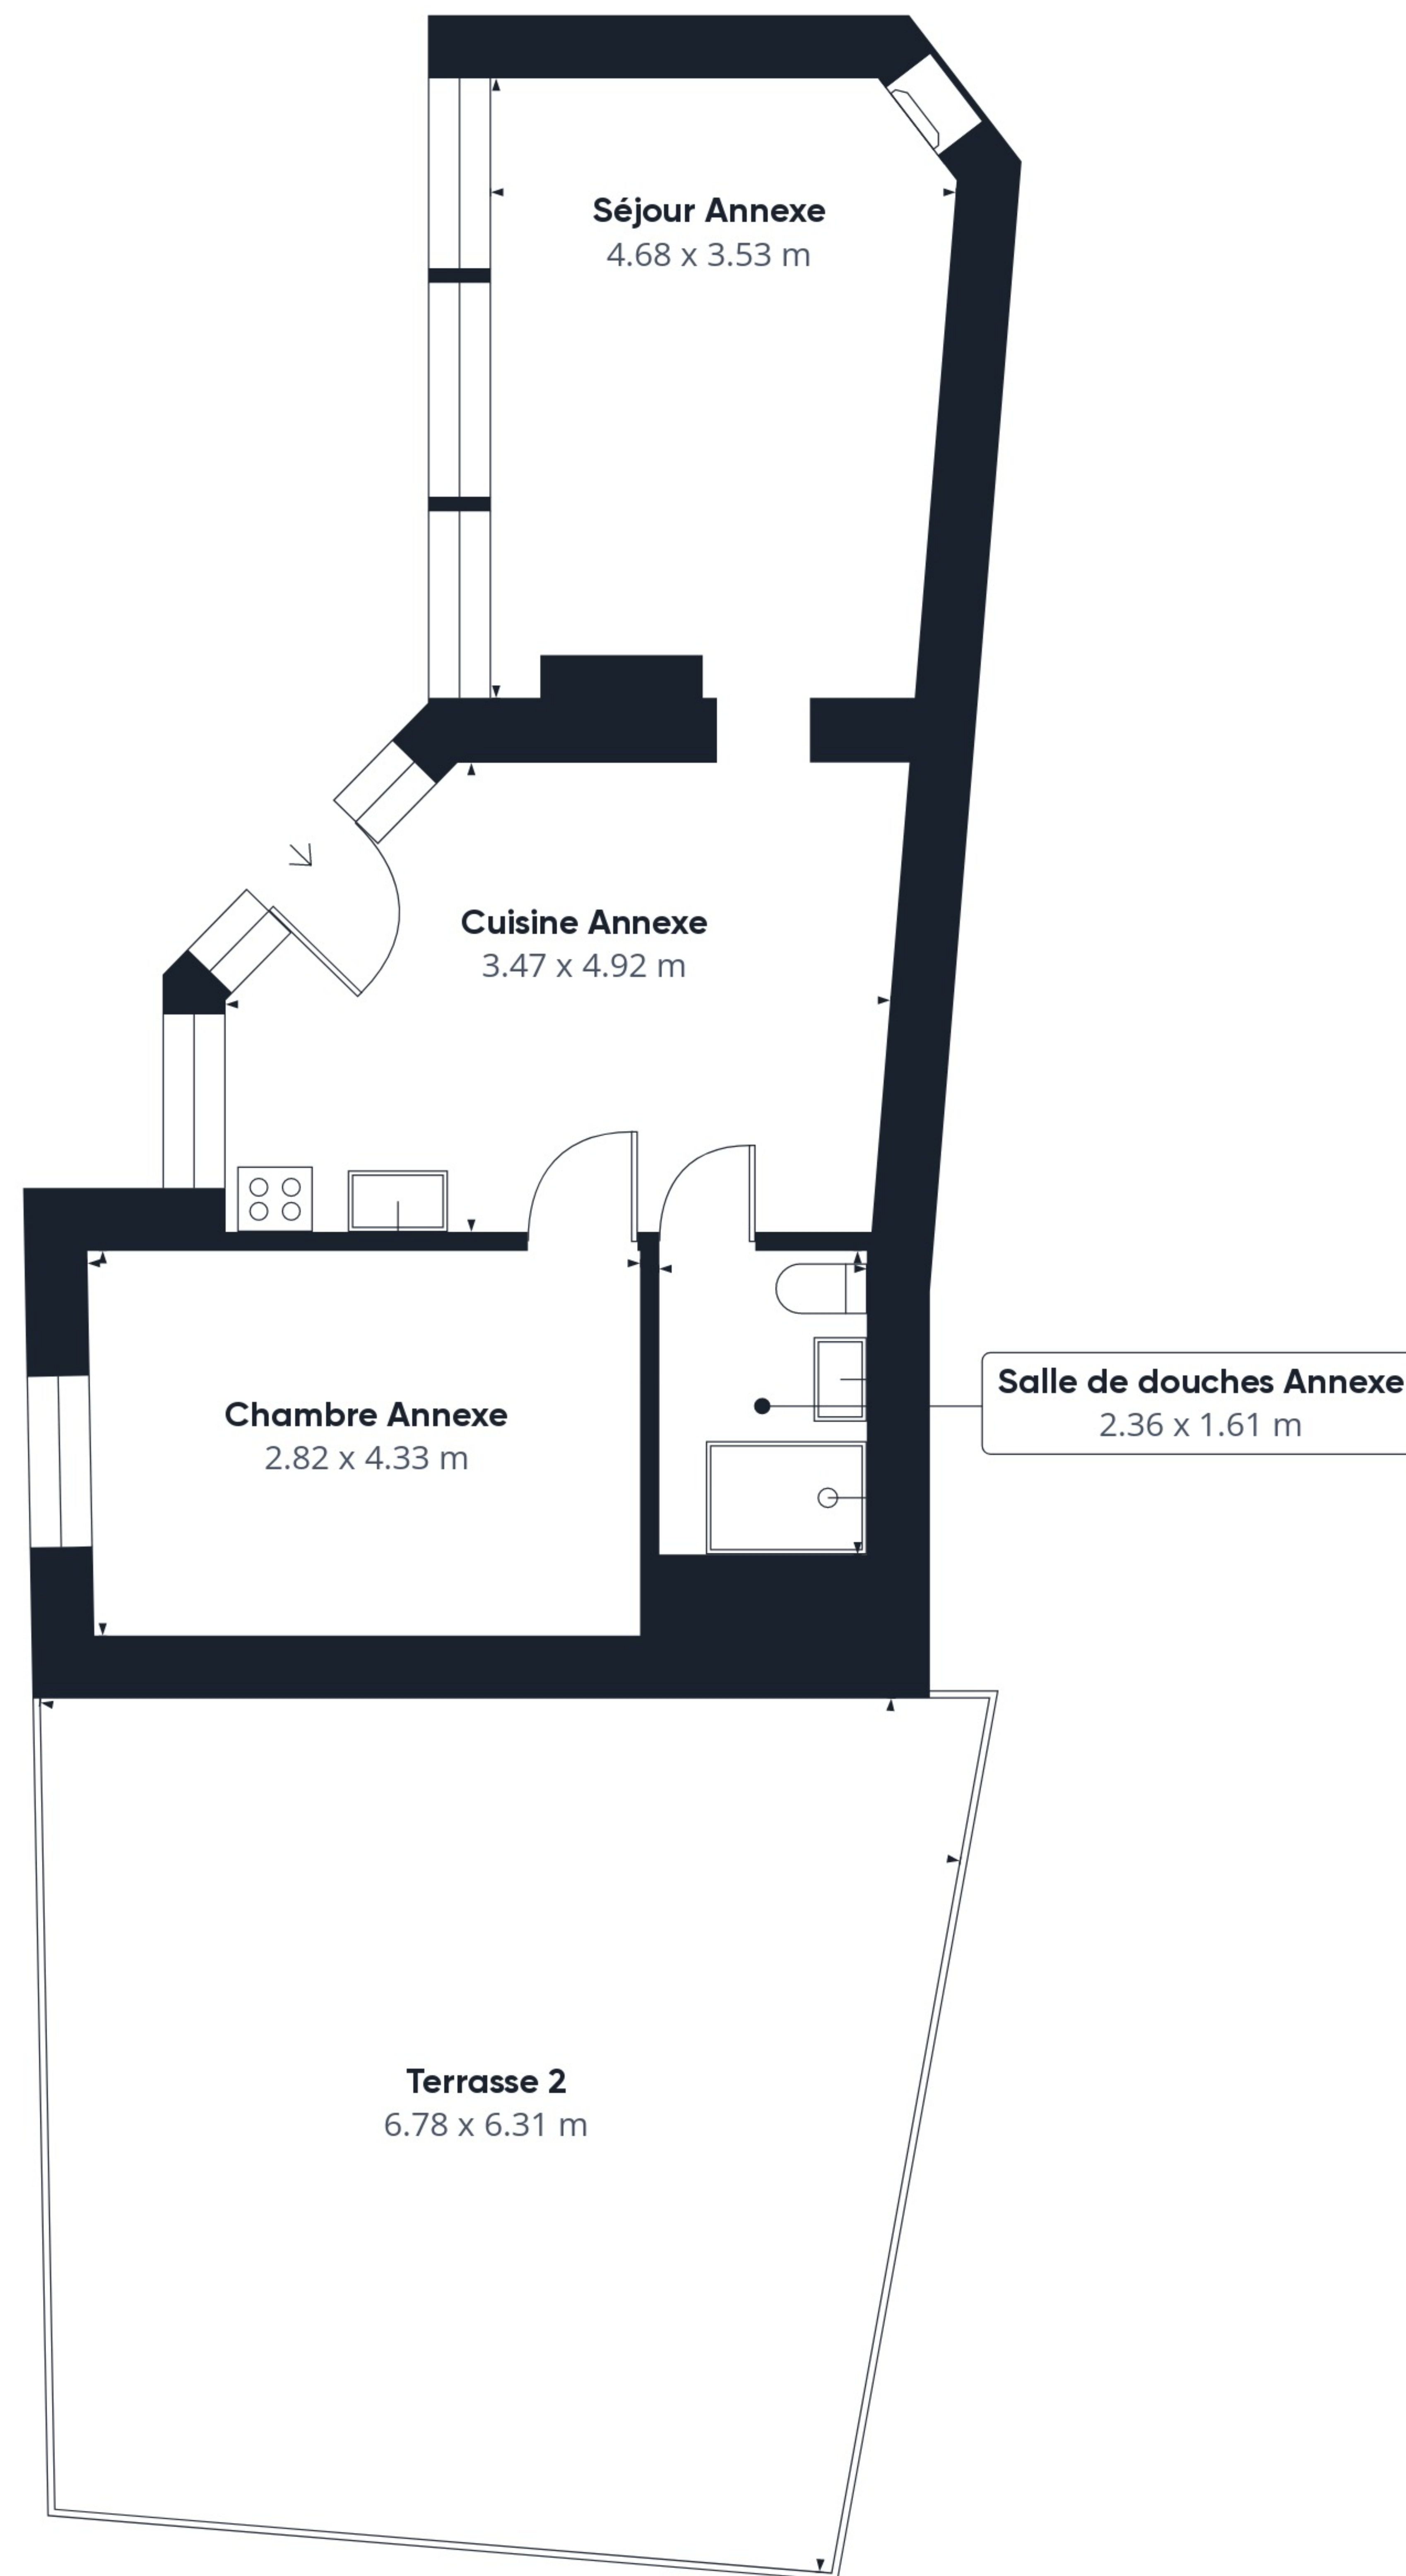 Séjour Annexe
4.68 x 3.53 m
Cuisine Annexe
3.47 x 4.92 m
Chambre Annexe
2.82 x 4.33 m
Salle de douches Annexe
2.36 x 1.61 m
Terrasse 2
6.78 x 6.31 m